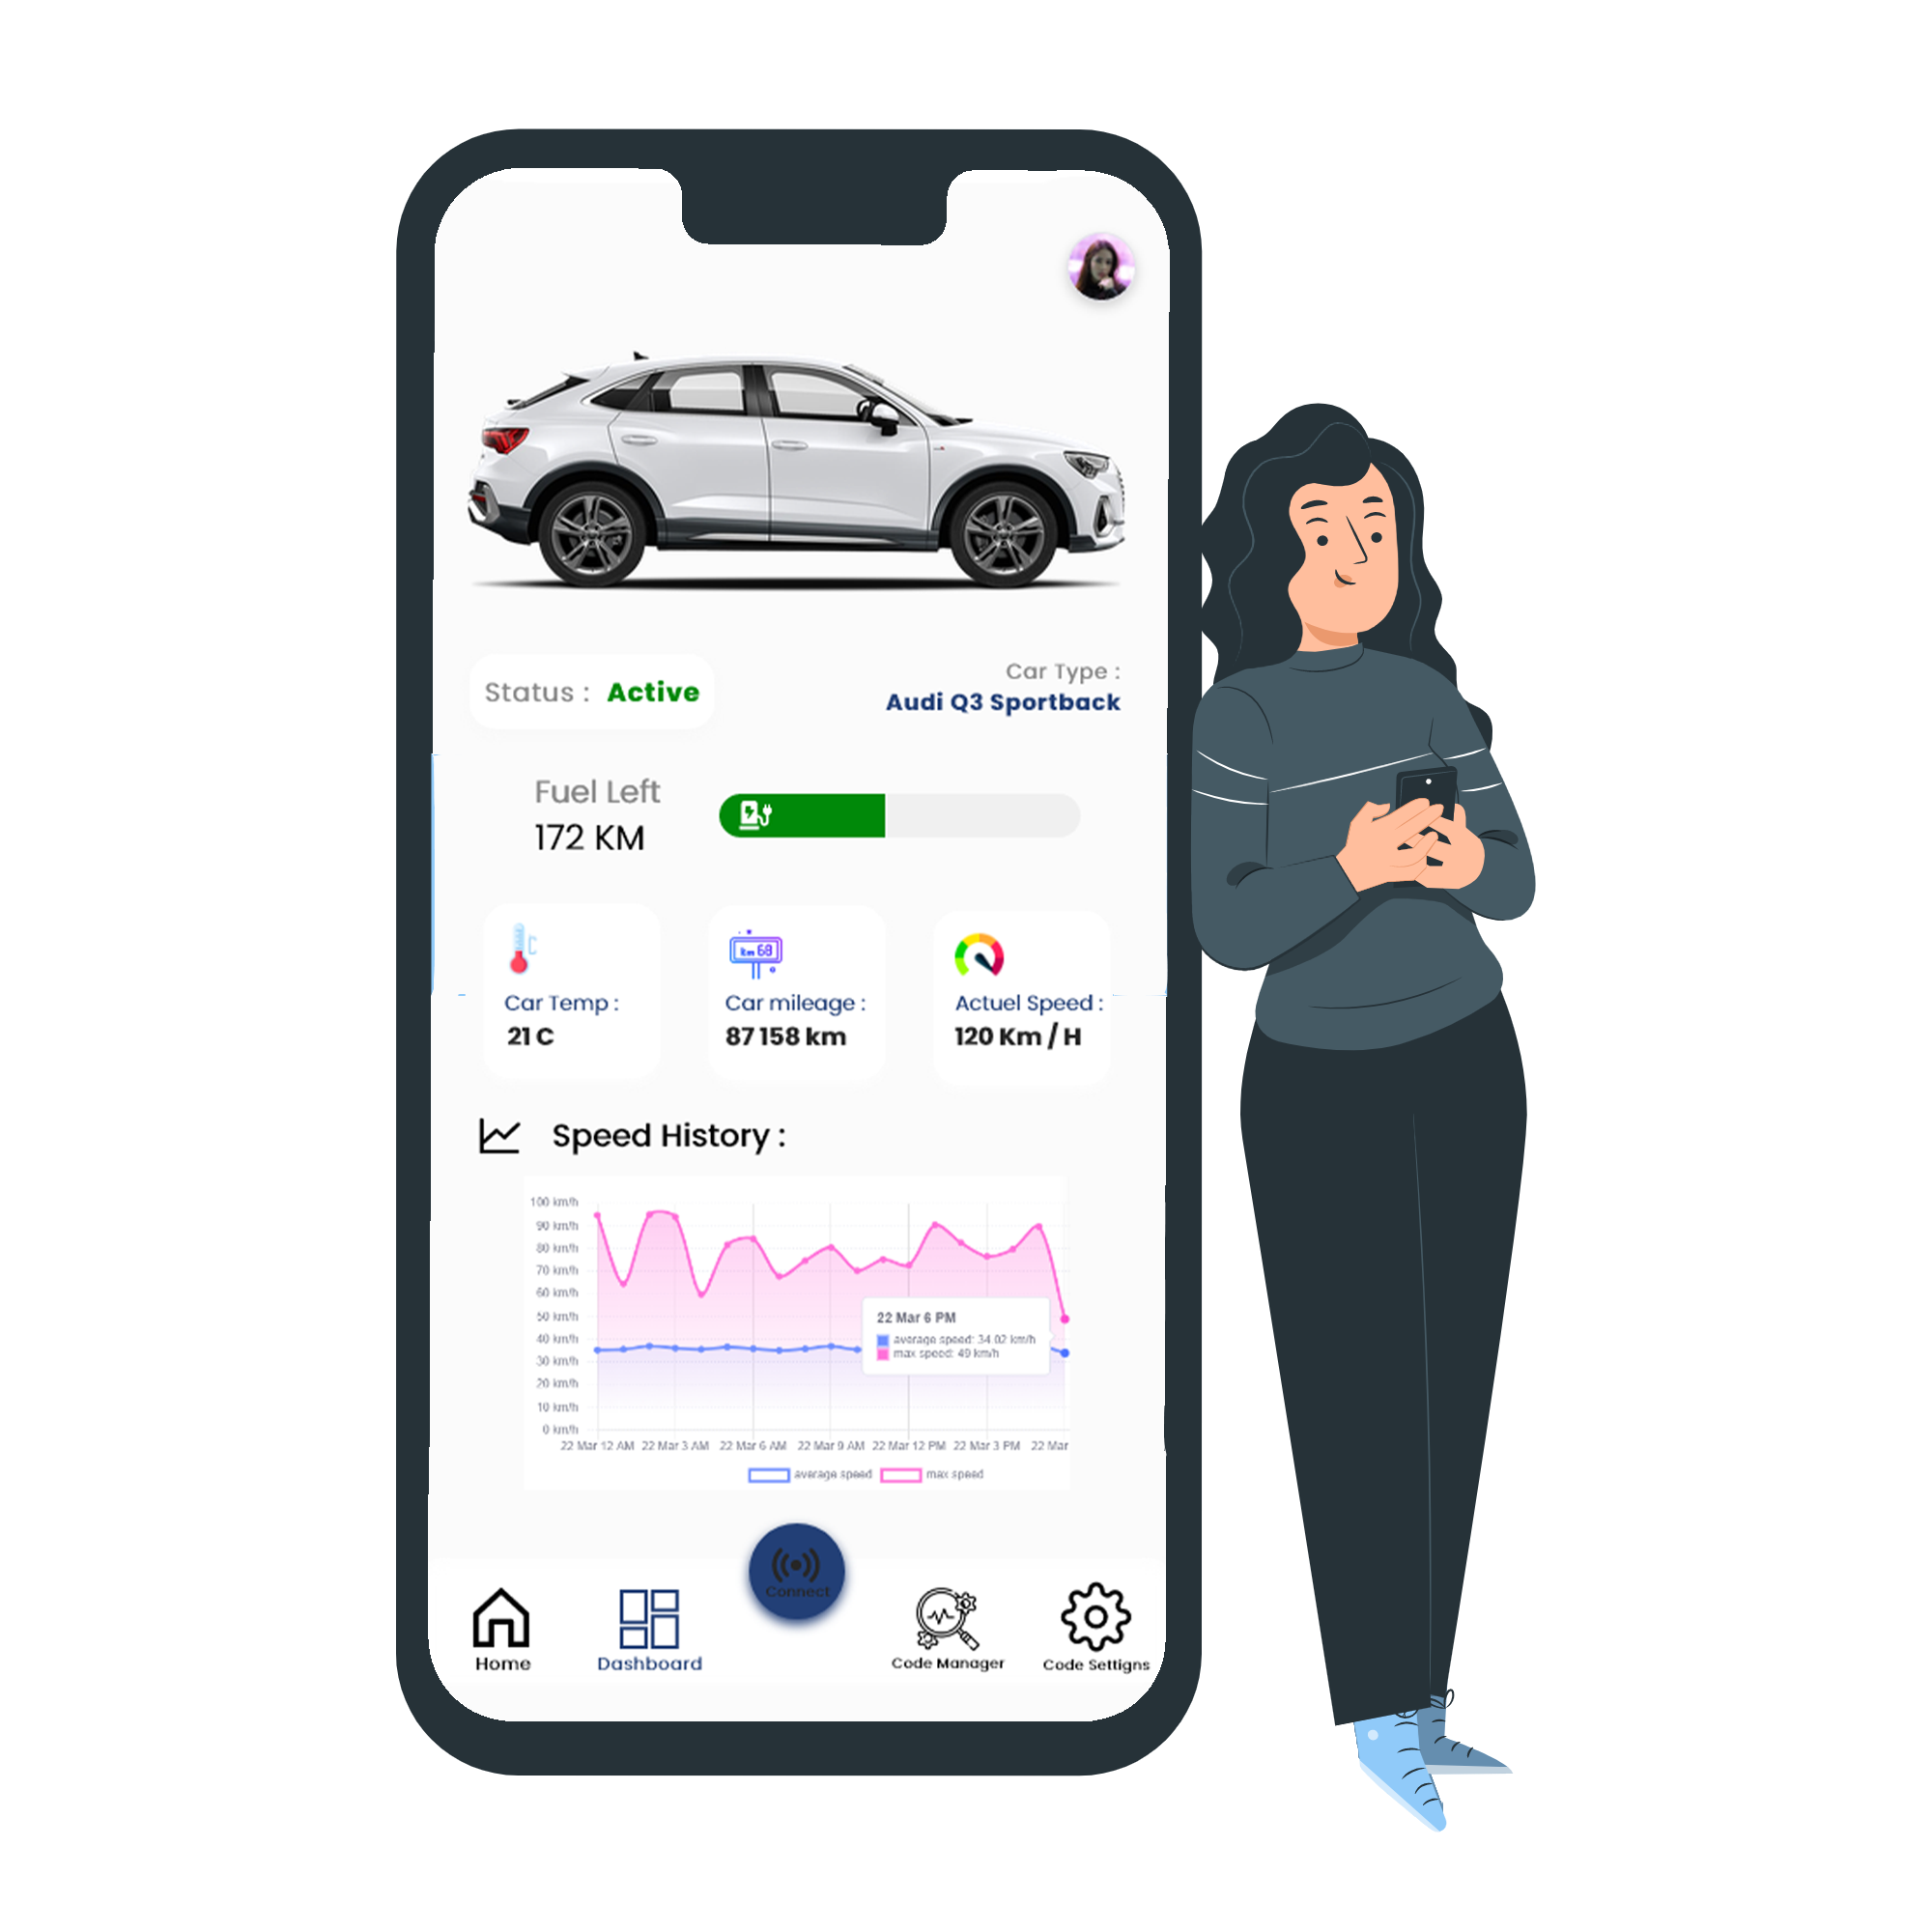 Status : Active
Car Type :
Audi Q3 Sportback
Fuel Left
172 KM
km 68
Car Temp :
21 C
Car mileage :
87 158 km
Actuel Speed :
120 Km / H
Speed History :
100 km/h
90 km/h
80 km/h
70 km/h
60 km/h
50 km/h
40 km/h
30 km/h
20 km/h
10 km/h
0 km/h
22 Mar 6 PM
average speed: 34.02 km/h
max speed: 49 km/h
22 Mar 12 AM 22 Mar 3 AM 22 Mar 6 AM 22 Mar 9 AM 22 Mar 12 PM 22 Mar 3 PM 22 Mar
average speed max speed
Connect
Home
Dashboard
Code Manager
Code Settigns